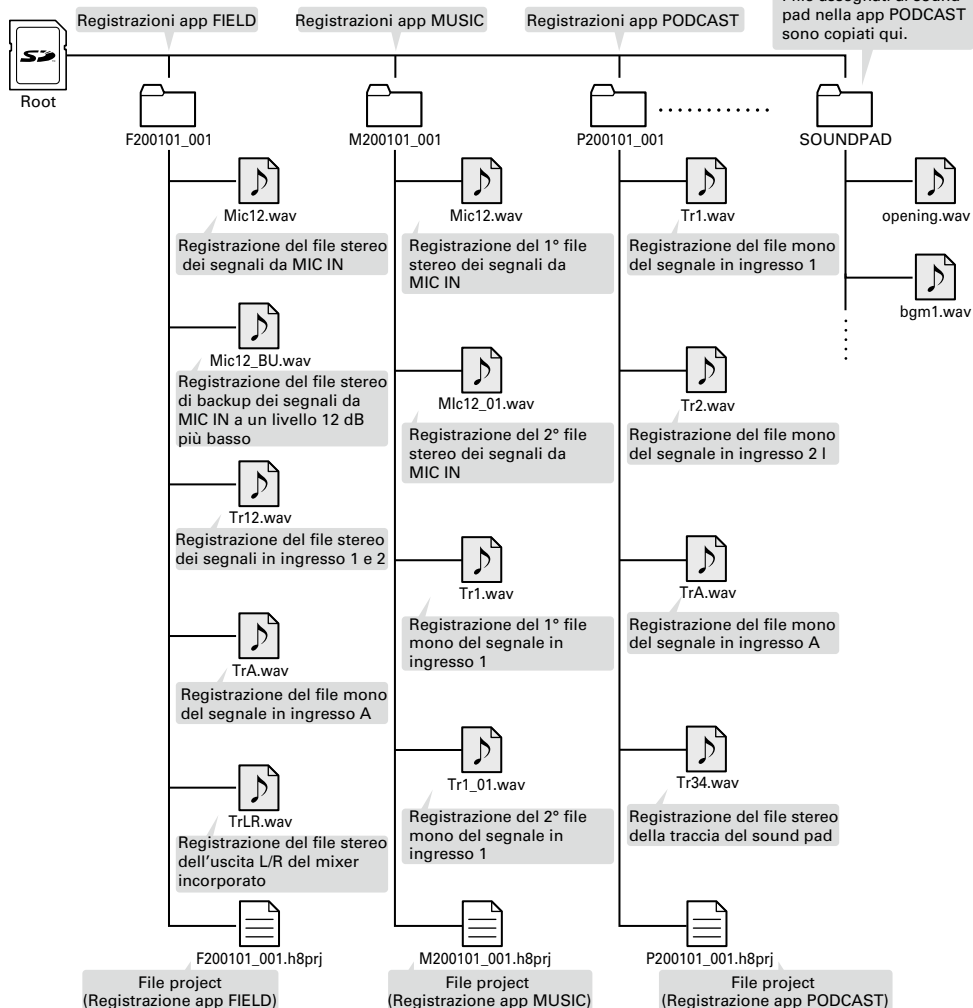 Registrazioni app FIELD
Registrazioni app MUSIC
Registrazioni app PODCAST
pad nella app PODCAST
sono copiati qui.
SD
Root
F200101_001
M200101_001
P200101_001
SOUNDPAD
Mic12.wav
Registrazione del file stereo
dei segnali da MIC IN
Mic12_BU.wav
Registrazione del file stereo
di backup dei segnali da
MIC IN a un livello 12 dB
più basso
Tr12.wav
Registrazione del file stereo
dei segnali in ingresso 1 e 2
TrA.wav
Registrazione del file mono
del segnale in ingresso A
TrLR.wav
Registrazione del file stereo
dell'uscita L/R del mixer
incorporato
F200101_001.h8prj
File project
(Registrazione app FIELD)
Mic12.wav
Registrazione del 1° file
stereo dei segnali da
MIC IN
MIc12_01.wav
Registrazione del 2° file
stereo dei segnali da
MIC IN
Tr1.wav
Registrazione del 1° file
mono del segnale in
ingresso 1
Tr1_01.wav
Registrazione del 2° file
mono del segnale in
ingresso 1
M200101_001.h8prj
File project
(Registrazione app MUSIC)
Tr1.wav
Registrazione del file mono
del segnale in ingresso 1
Tr2.wav
Registrazione del file mono
del segnale in ingresso 2 l
TrA.wav
Registrazione del file mono
del segnale in ingresso A
Tr34.wav
Registrazione del file stereo
della traccia del sound pad
P200101_001.h8prj
File project
(Registrazione app PODCAST)
opening.wav
bgm1.wav